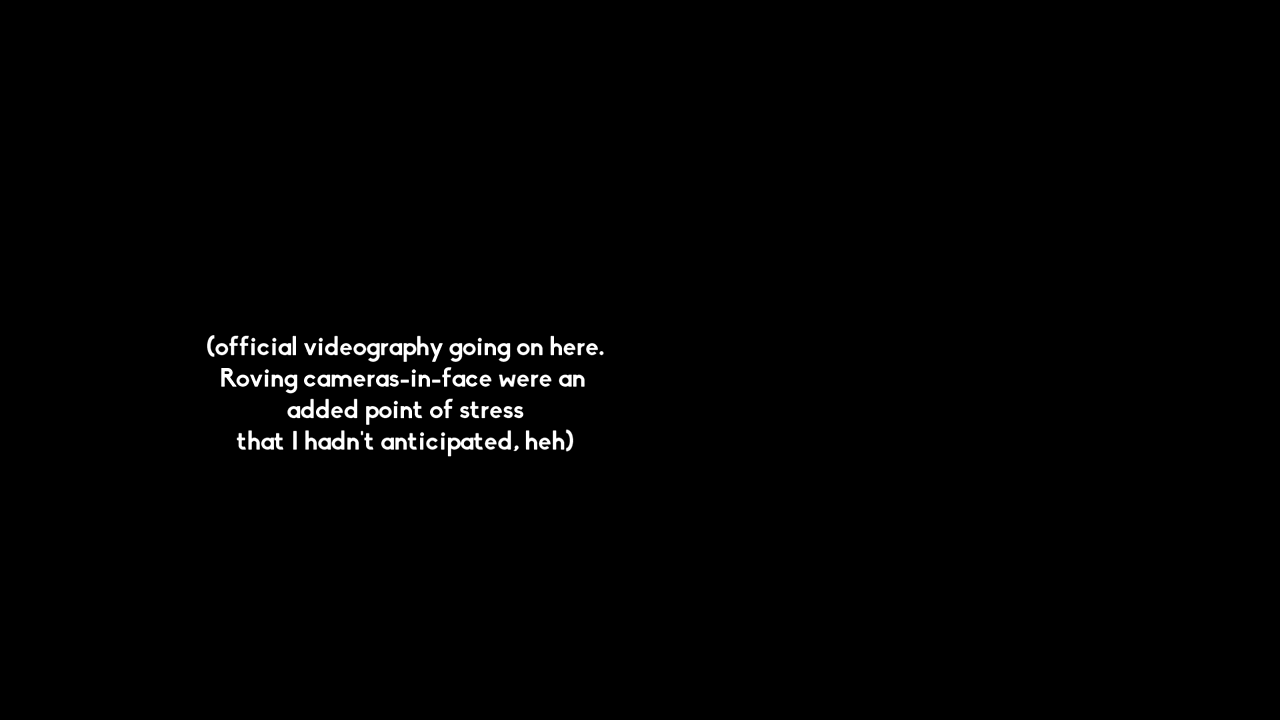 (official videography going on here.
Roving cameras-in-face were an
added point of stress
that I hadn't anticipated, heh)